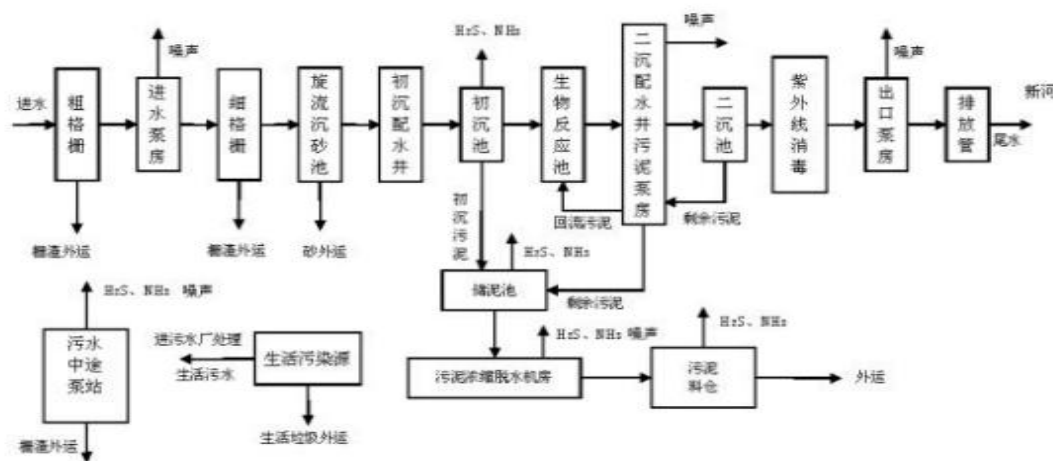 H₂S、NH₃
噪声
噪声
噪声
进水
粗格栅
进水泵房
细格栅
旋流沉砂池
初沉配水井
初沉池
生物反应池
二沉配水井污泥泵房
二沉池
紫外线消毒
出口泵房
排放管
新河
尾水
回流污泥
剩余污泥
初沉污泥
栅渣外运
栅渣外运
砂外运
H₂S、NH₃
储泥池
剩余污泥
H₂S、NH₃ 噪声
污水中途泵站
进污水厂处理
生活污水
生活污染源
H₂S、NH₃ 噪声
H₂S、NH₃
污泥浓缩脱水机房
污泥料仓
外运
栅渣外运
生活垃圾外运